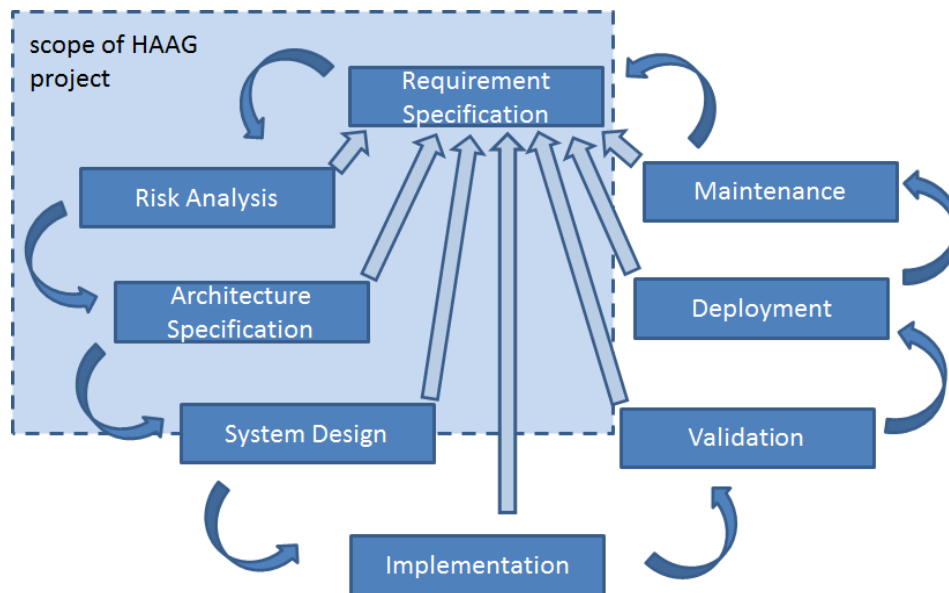 scope of HAAG
project
Requirement
Specification
Risk Analysis
Maintenance
Architecture
Specification
Deployment
System Design
Validation
Implementation